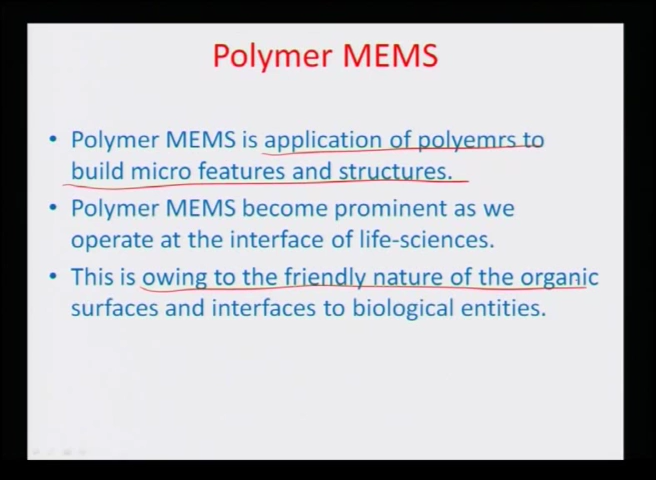 Polymer MEMS
• Polymer MEMS is application of polyemrs to
build micro features and structures.
• Polymer MEMS become prominent as we
operate at the interface of life-sciences.
• This is owing to the friendly nature of the organic
surfaces and interfaces to biological entities.